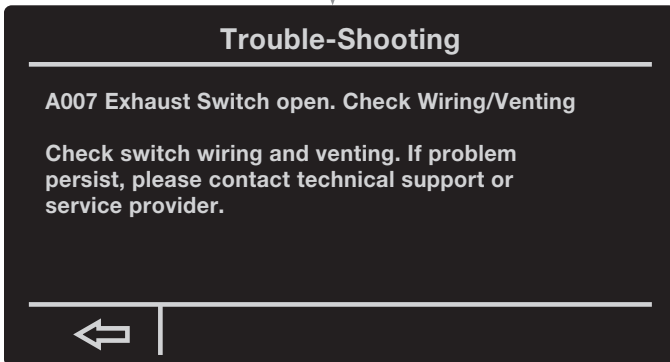 Trouble-Shooting
A007 Exhaust Switch open. Check Wiring/Venting
Check switch wiring and venting. If problem
persist, please contact technical support or
service provider.